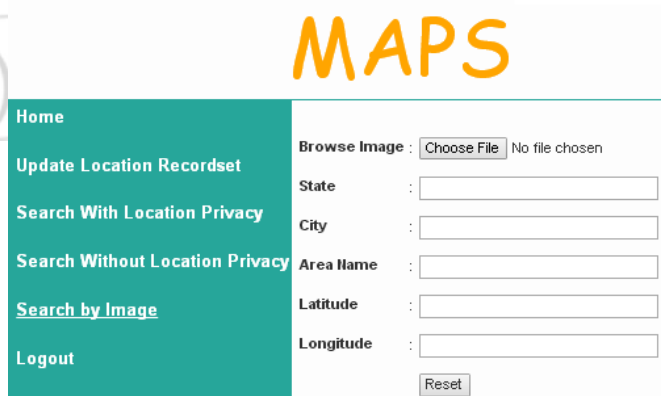 MAPS
Home
Update Location Recordset
Search With Location Privacy
Search Without Location Privacy
Search by Image
Logout
Browse Image : Choose File No file chosen
State :
City :
Area Name :
Latitude :
Longitude :
Reset